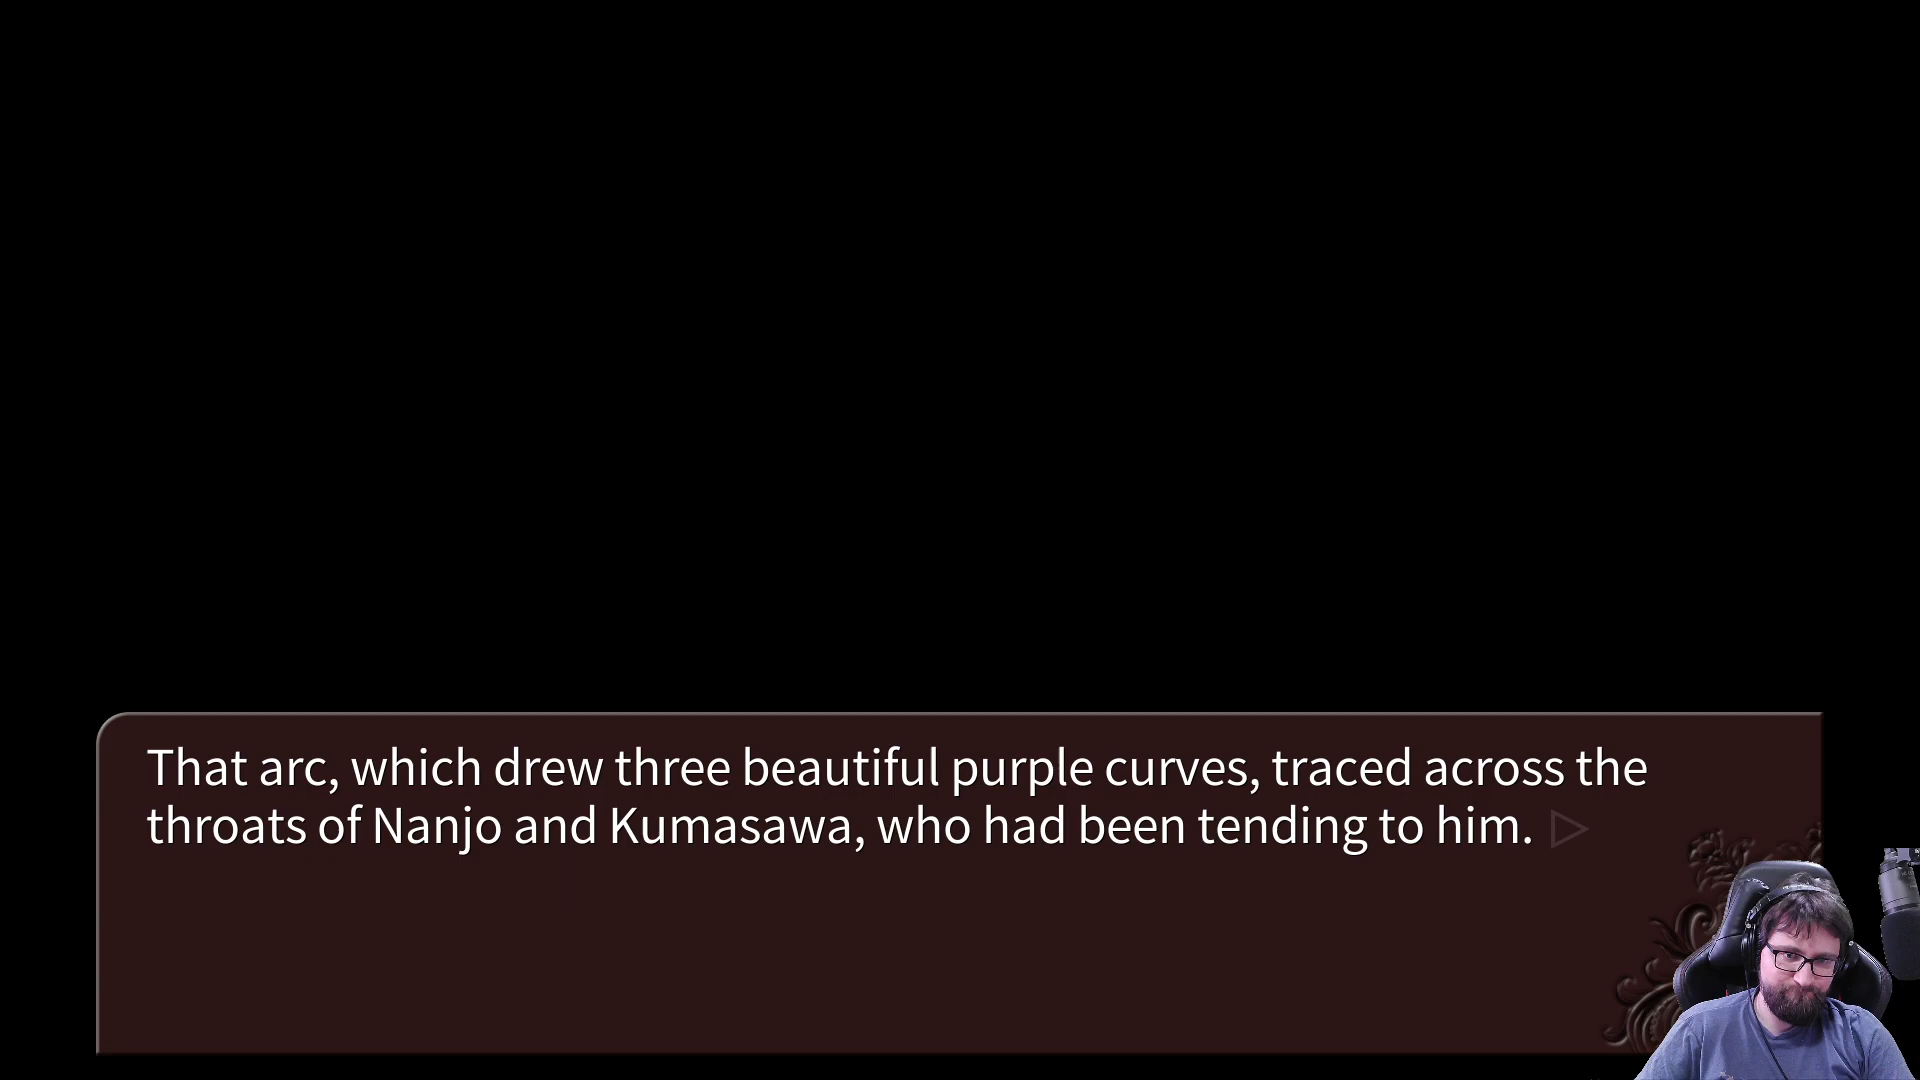 That arc, which drew three beautiful purple curves, traced across the
throats of Nanjo and Kumasawa, who had been tending to him.